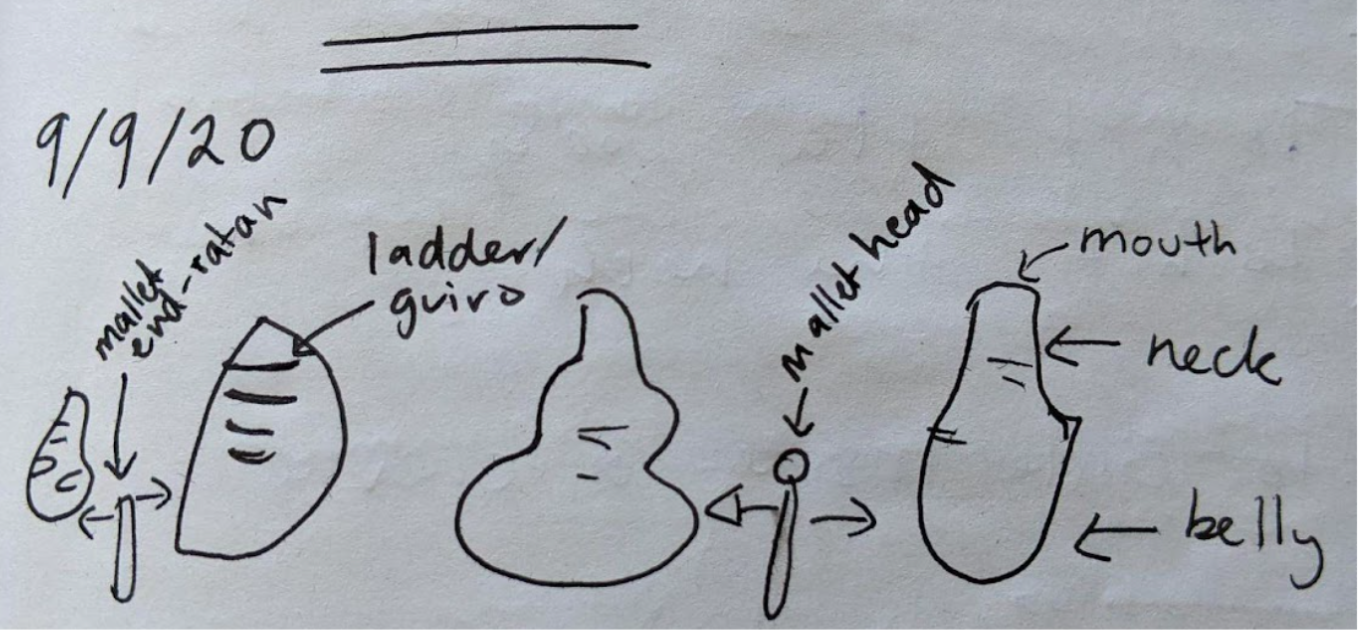 9/9/20
mallet
end-ratan
ladder/
guiro
mallet head
mouth
neck
belly